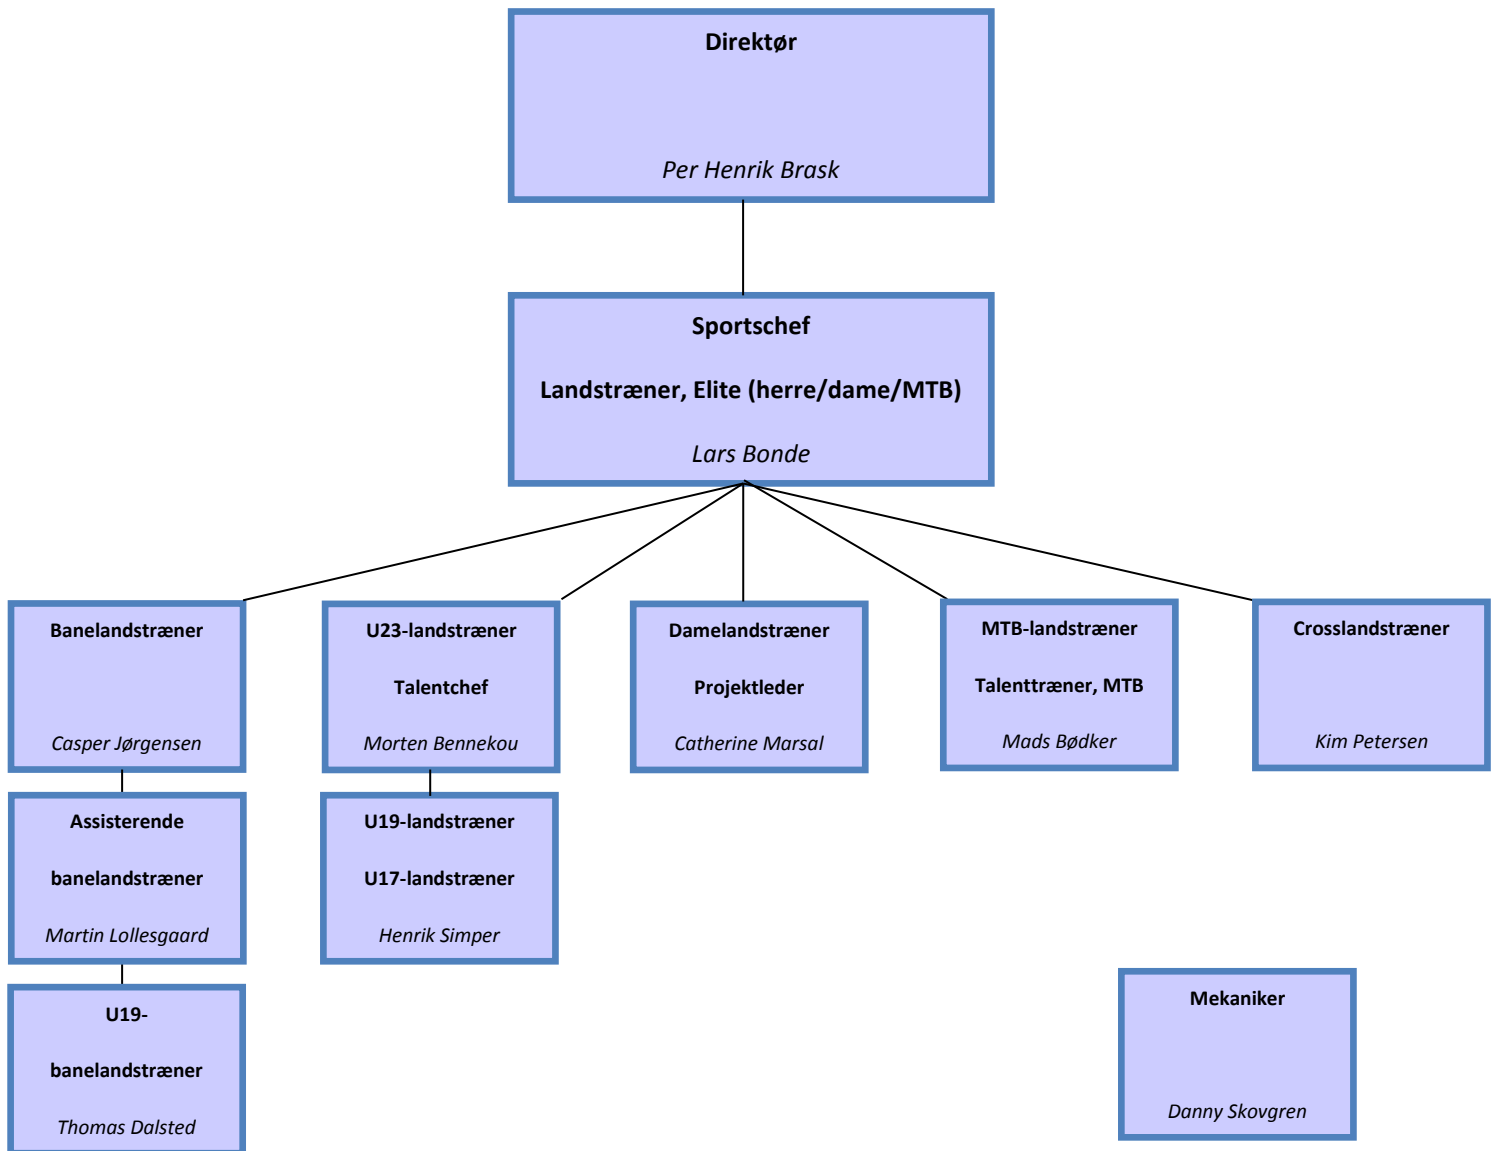 Direktør
Per Henrik Brask
Sportschef
Landstræner, Elite (herre/dame/MTB)
Lars Bonde
Banelandstræner
Casper Jørgensen
U23-landstræner
Talentchef
Morten Bennekou
Damelandstræner
Projektleder
Catherine Marsal
MTB-landstræner
Talenttræner, MTB
Mads Bødker
Crosslandstræner
Kim Petersen
Assisterende
banelandstræner
Martin Lollesgaard
U19-landstræner
U17-landstræner
Henrik Simper
U19-
banelandstræner
Thomas Dalsted
Mekaniker
Danny Skovgren